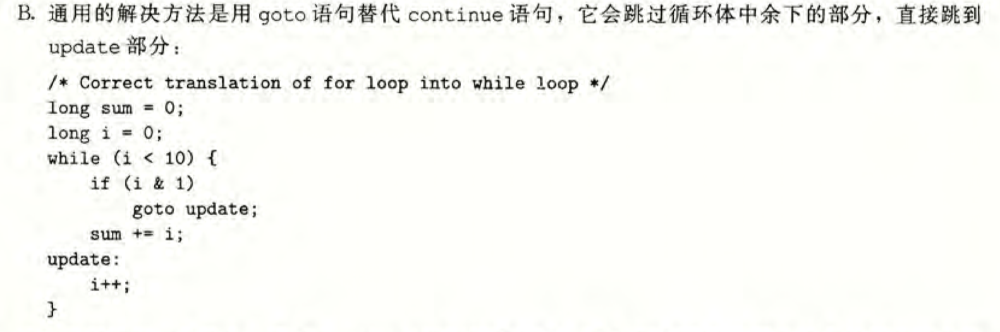 B. 通用的解决方法是用 goto 语句替代 continue 语句，它会跳过循环体中余下的部分，直接跳到
update 部分：
/* Correct translation of for loop into while loop */
long sum = 0;
long i = 0;
while (i < 10) {
    if (i & 1)
        goto update;
    sum += i;
update:
    i++;
}